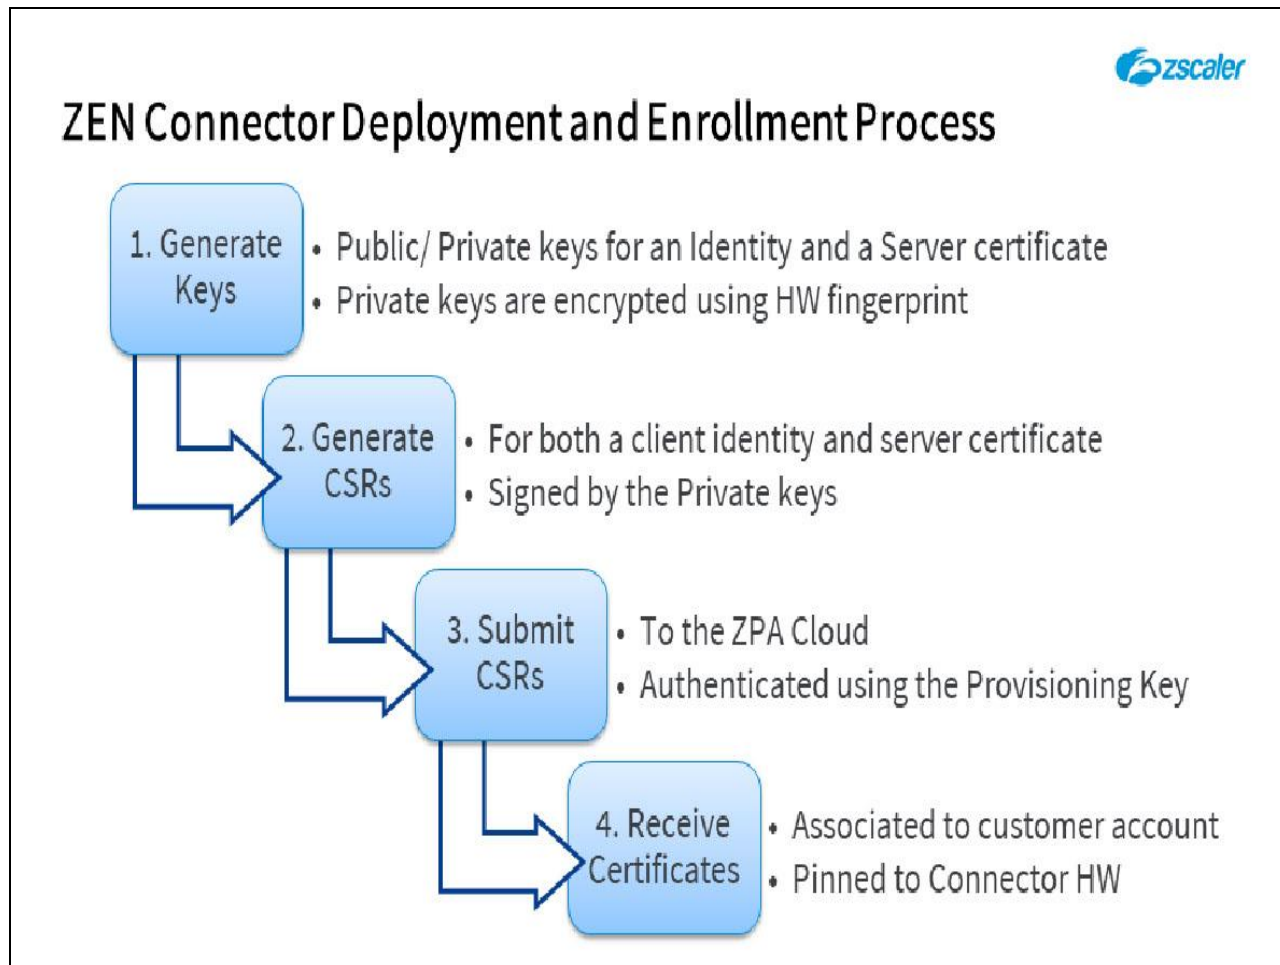 zscaler
ZEN Connector Deployment and Enrollment Process
1. Generate
Keys
• Public/ Private keys for an Identity and a Server certificate
• Private keys are encrypted using HW fingerprint
2. Generate
CSRs
• For both a client identity and server certificate
• Signed by the Private keys
3. Submit
CSRs
• To the ZPA Cloud
• Authenticated using the Provisioning Key
4. Receive
Certificates
• Associated to customer account
• Pinned to Connector HW